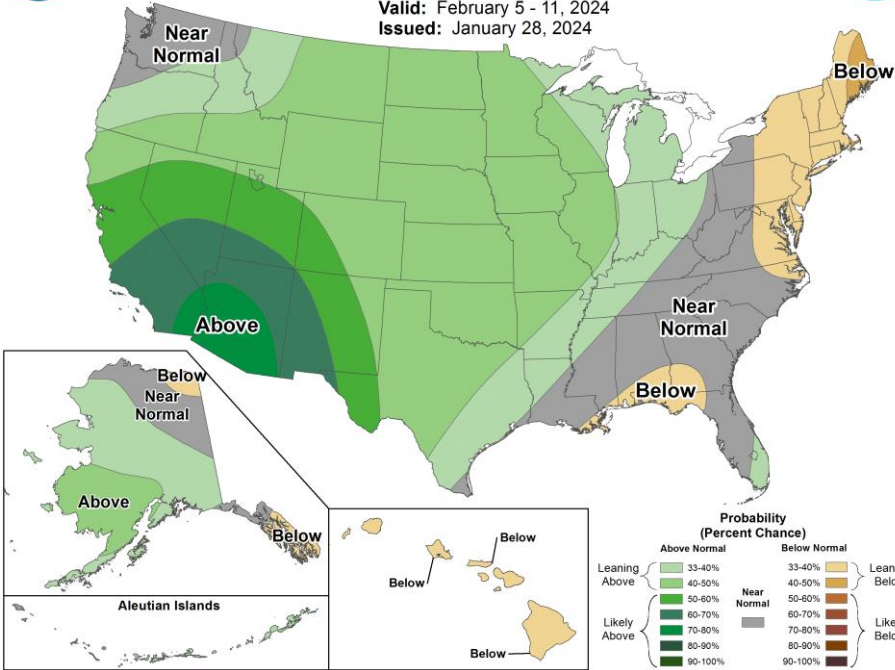 Valid: February 5 - 11, 2024
Issued: January 28, 2024
Near
Normal
Below
Above
Near
Normal
Below
Below
Near
Normal
Above
Below
Aleutian Islands
Below
Below
Below
Probability
(Percent Chance)
Above Normal
Below Normal
Leaning
Above
33-40%
40-50%
Likely
Above
50-60%
60-70%
70-80%
80-90%
90-100%
Near
Normal
33-40%
40-50%
50-60%
60-70%
70-80%
80-90%
90-100%